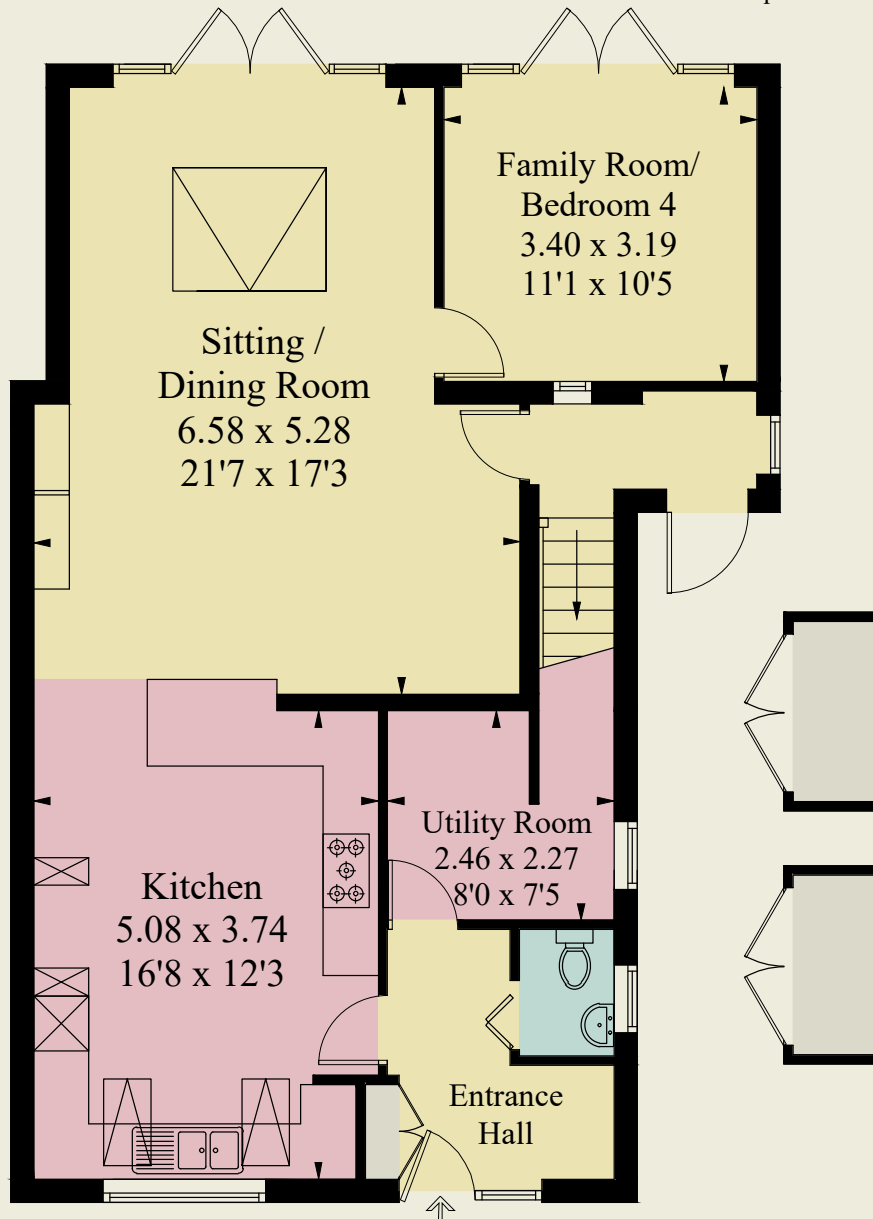 Family Room/
Bedroom 4
3.40 x 3.19
11'1 x 10'5
Sitting /
Dining Room
6.58 x 5.28
21'7 x 17'3
Utility Room
2.46 x 2.27
8'0 x 7'5
Kitchen
5.08 x 3.74
16'8 x 12'3
Entrance
Hall